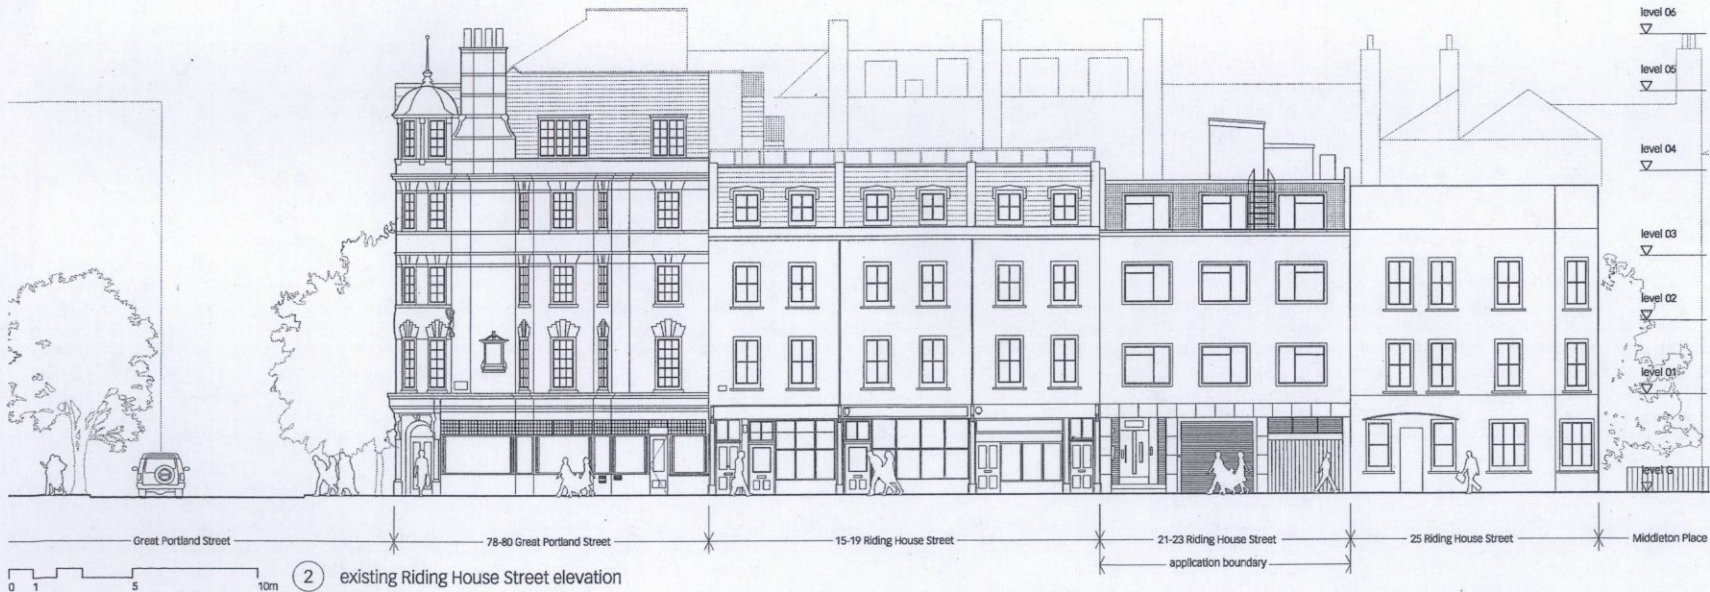 level 06
level 05
level 04
level 03
level 02
level 01
level G
Great Portland Street
78-80 Great Portland Street
15-19 Riding House Street
21-23 Riding House Street
25 Riding House Street
Middleton Place
application boundary
0 1 5 10m
2 existing Riding House Street elevation